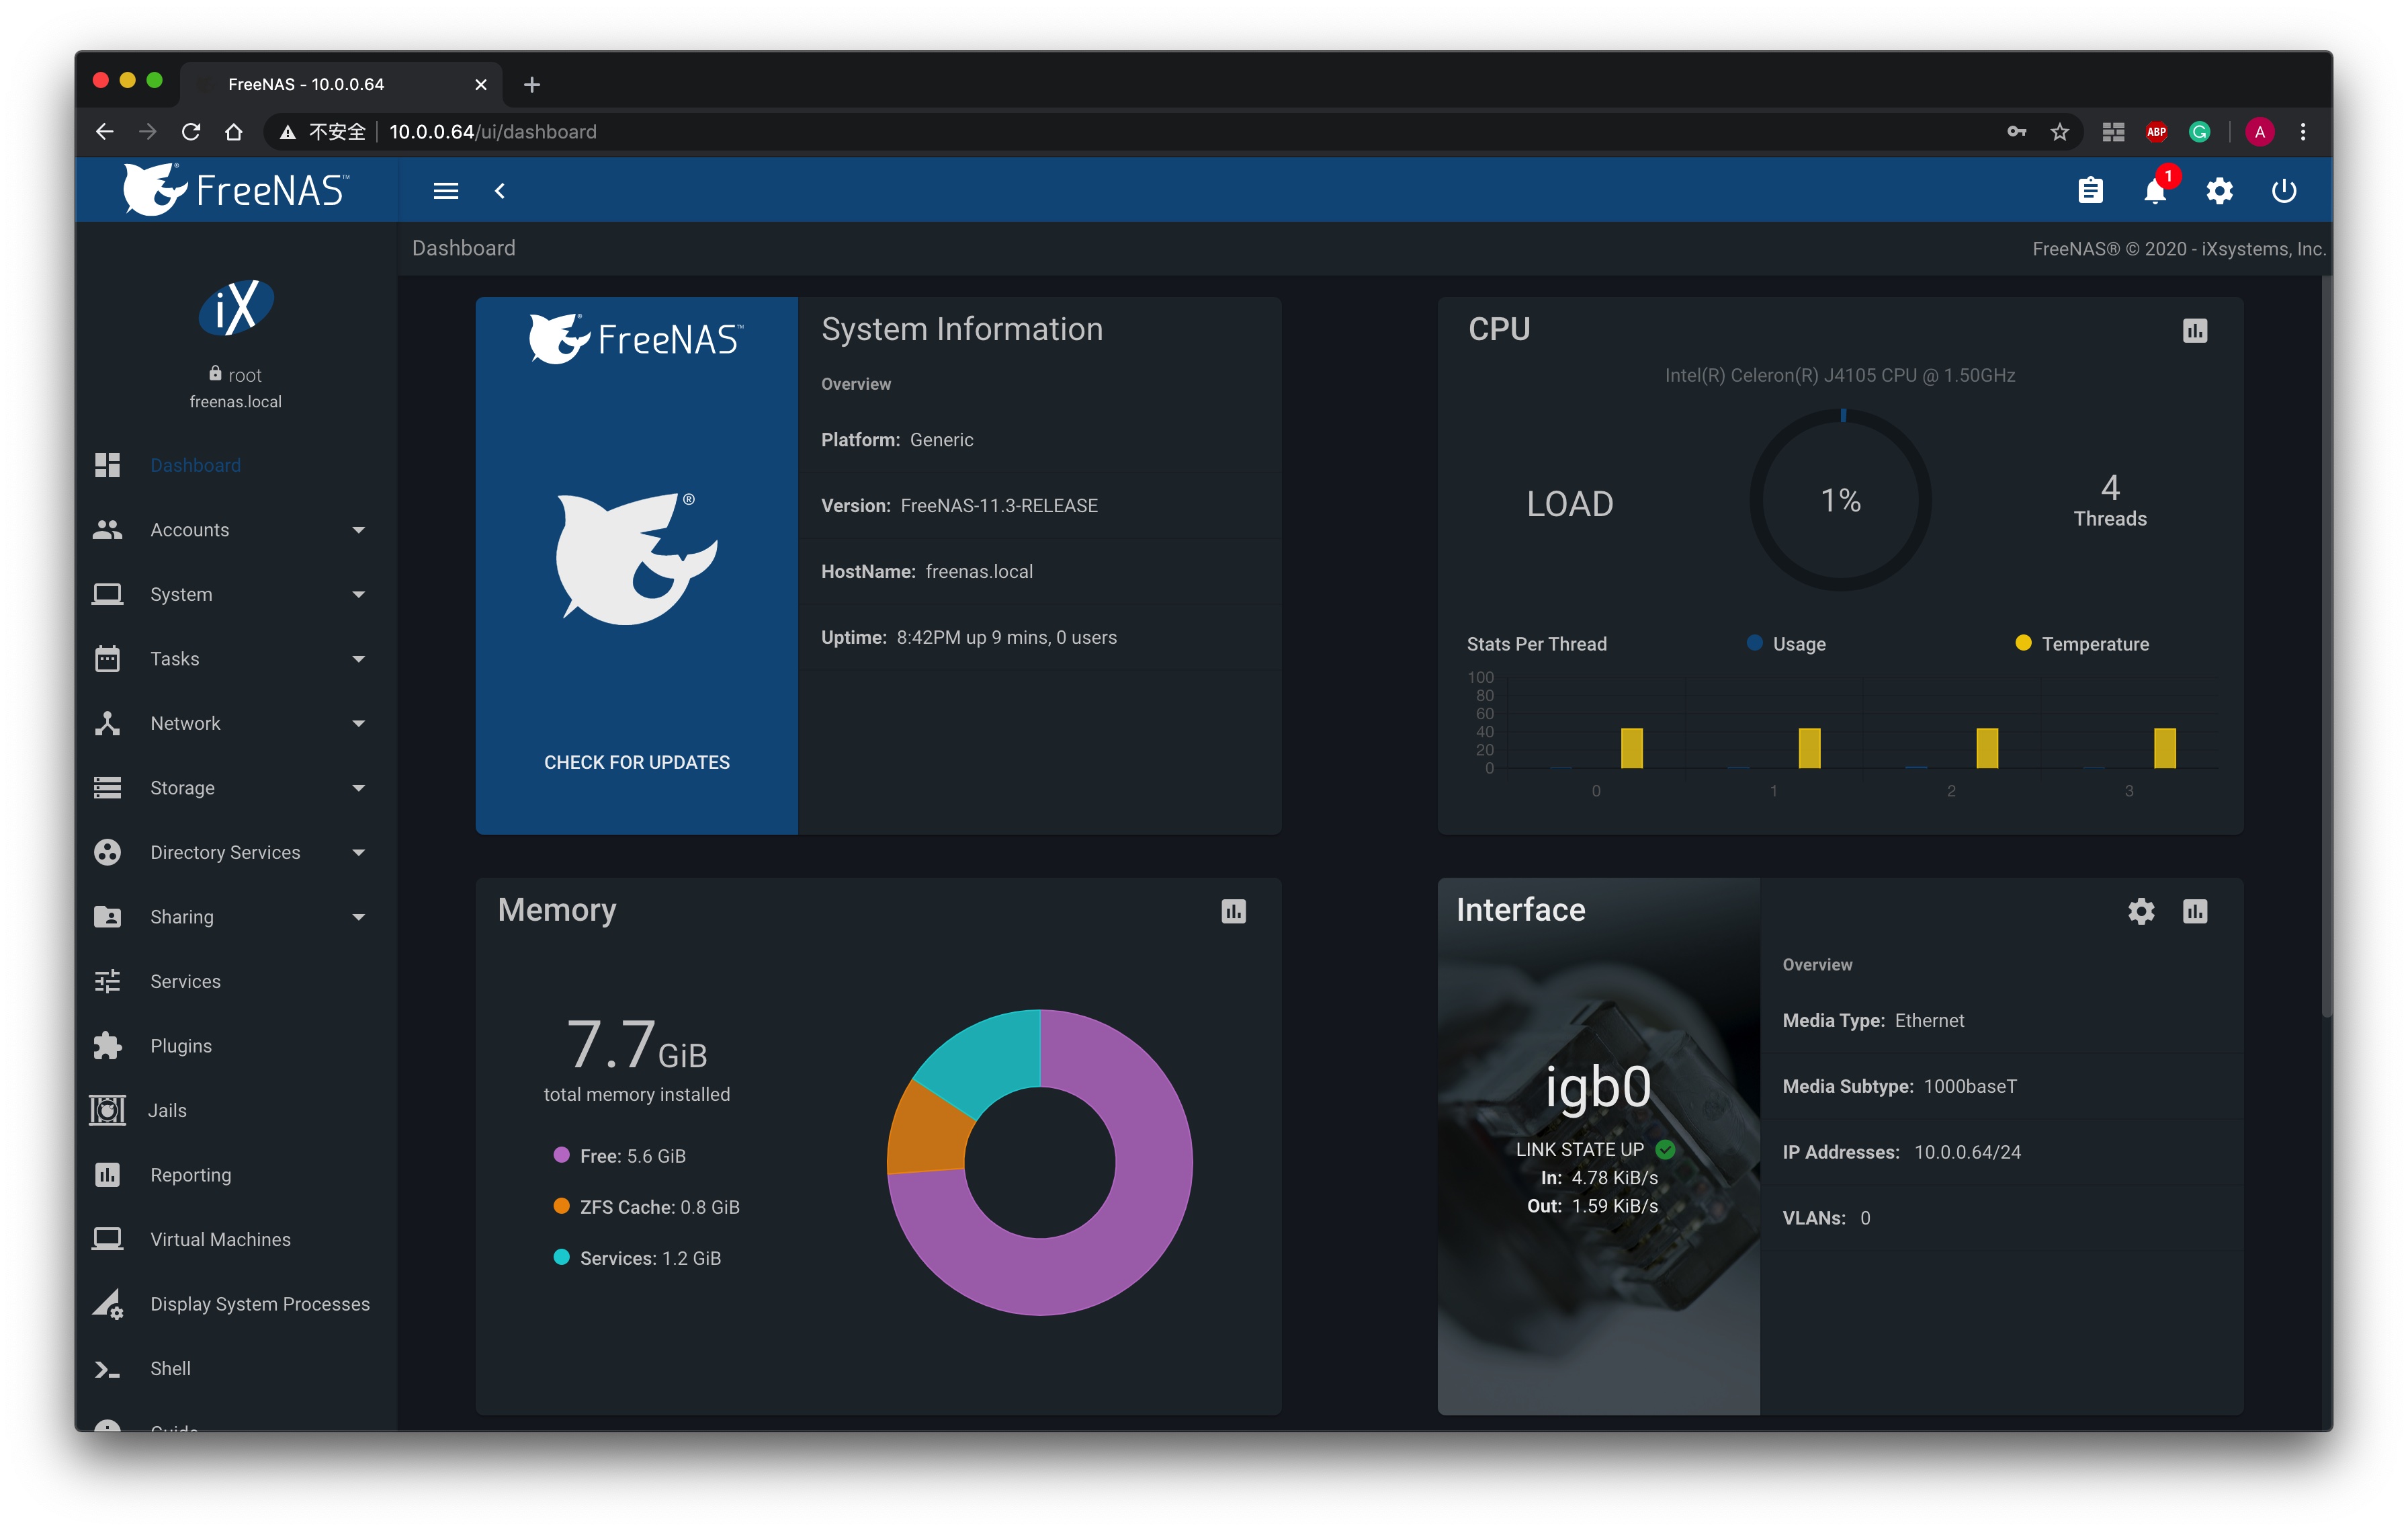 FreeNAS - 10.0.0.64
不安全 10.0.0.64/ui/dashboard
ABP
A
FreeNAS™
1
Dashboard
FreeNAS® © 2020 - iXsystems, Inc.
iX
root
freenas.local
Dashboard
Accounts
System
Tasks
Network
Storage
Directory Services
Sharing
Services
Plugins
Jails
Reporting
Virtual Machines
Display System Processes
Shell
Guide
FreeNAS™
®
CHECK FOR UPDATES
System Information
Overview
Platform: Generic
Version: FreeNAS-11.3-RELEASE
HostName: freenas.local
Uptime: 8:42PM up 9 mins, 0 users
CPU
Intel(R) Celeron(R) J4105 CPU @ 1.50GHz
LOAD
1%
4
Threads
Stats Per Thread
Usage
Temperature
100
80
60
40
20
0
0 1 2 3
Memory
7.7 GiB
total memory installed
Free: 5.6 GiB
ZFS Cache: 0.8 GiB
Services: 1.2 GiB
Interface
igb0
LINK STATE UP
In: 4.78 KiB/s
Out: 1.59 KiB/s
Overview
Media Type: Ethernet
Media Subtype: 1000baseT
IP Addresses: 10.0.0.64/24
VLANs: 0